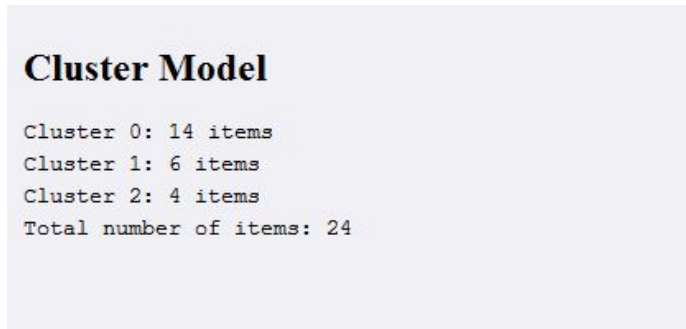 Cluster Model
Cluster 0: 14 items
Cluster 1: 6 items
Cluster 2: 4 items
Total number of items: 24